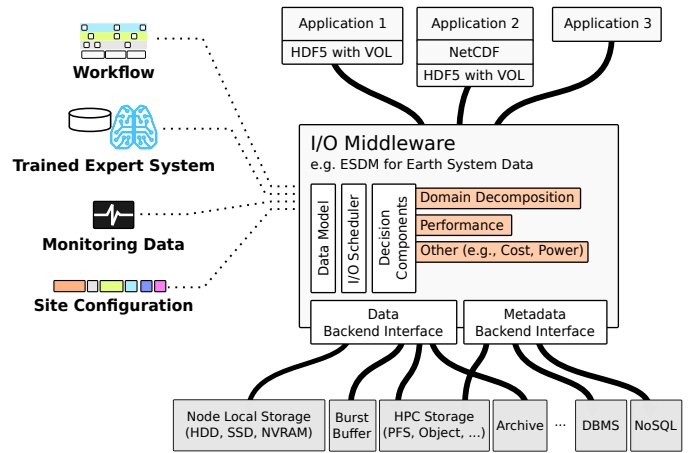 Application 1
HDF5 with VOL
Application 2
NetCDF
HDF5 with VOL
Application 3
Workflow
Trained Expert System
Monitoring Data
Site Configuration
I/O Middleware
e.g. ESDM for Earth System Data
Data Model
I/O Scheduler
Decision
Components
Domain Decomposition
Performance
Other (e.g., Cost, Power)
Data
Backend Interface
Metadata
Backend Interface
Node Local Storage
(HDD, SSD, NVRAM)
Burst
Buffer
HPC Storage
(PFS, Object, ...)
Archive
...
DBMS
NoSQL